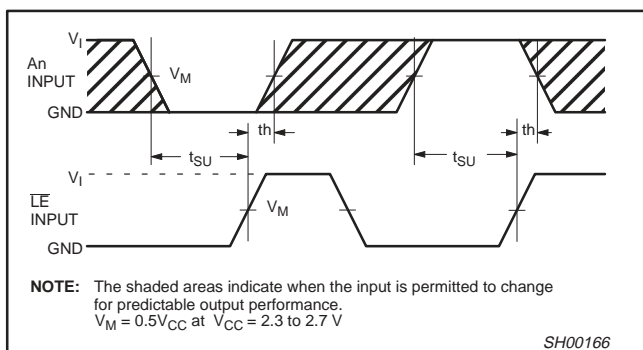 VI
An
INPUT
VM
GND
th
tSU
tSU
th
VI
LE
INPUT
VM
GND
NOTE: The shaded areas indicate when the input is permitted to change
for predictable output performance.
VM = 0.5VCC at VCC = 2.3 to 2.7 V
SH00166